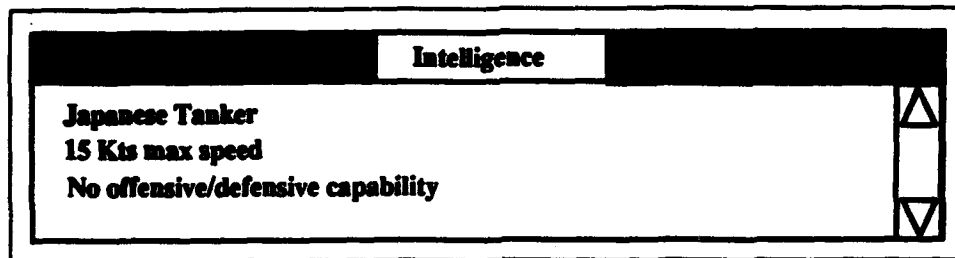 Intelligence
Japanese Tanker
15 Kts max speed
No offensive/defensive capability